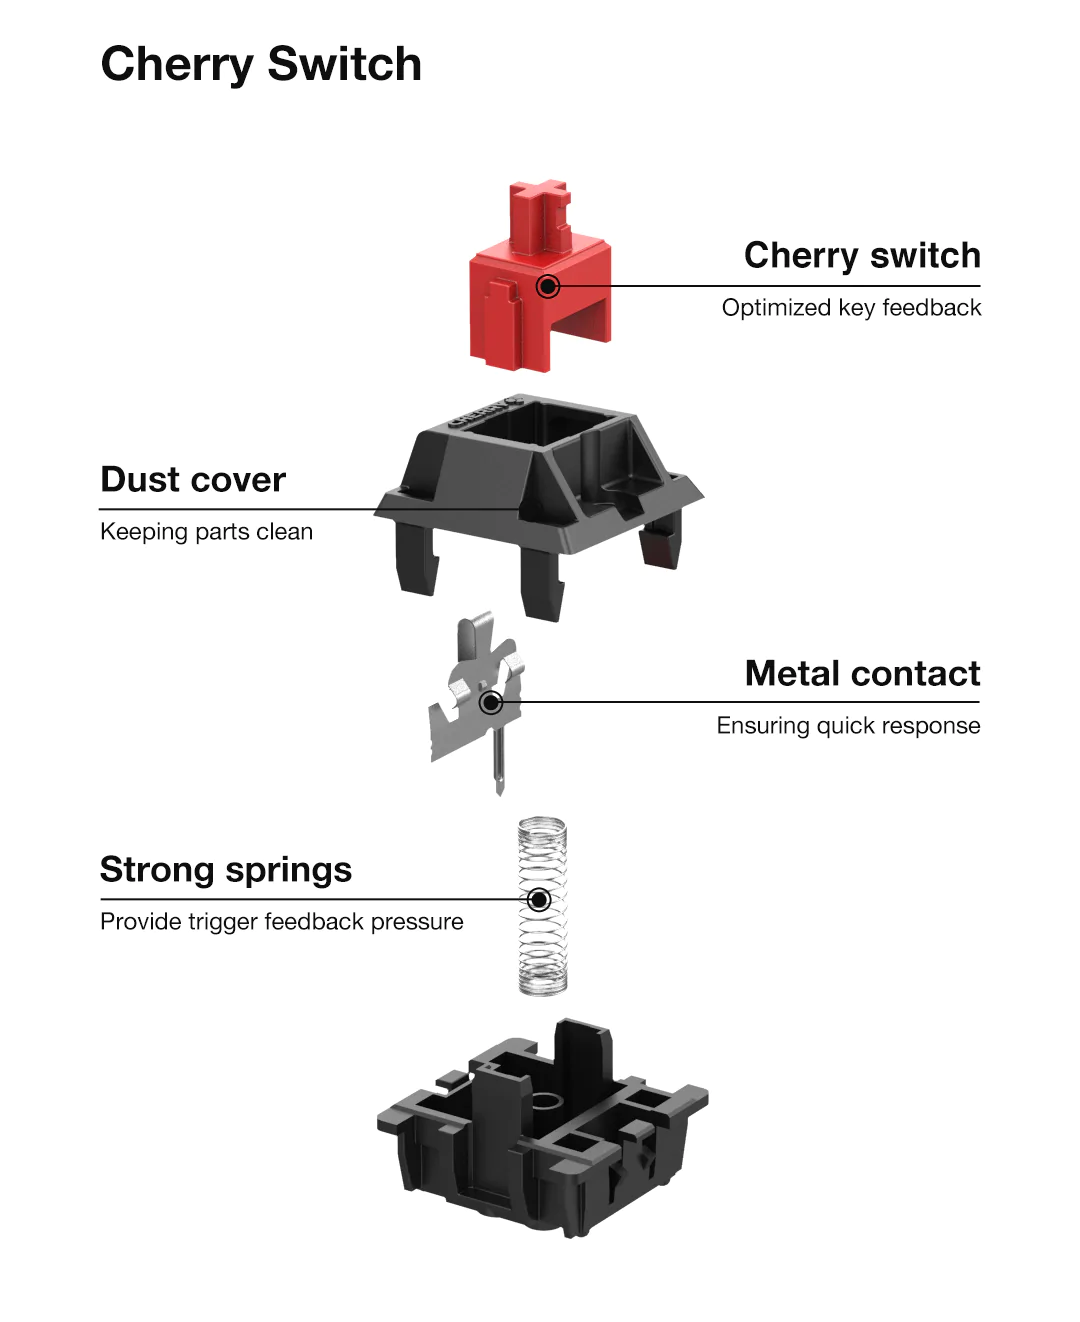 Cherry Switch
Cherry switch
Optimized key feedback
CHERRY
Dust cover
Keeping parts clean
Metal contact
Ensuring quick response
Strong springs
Provide trigger feedback pressure